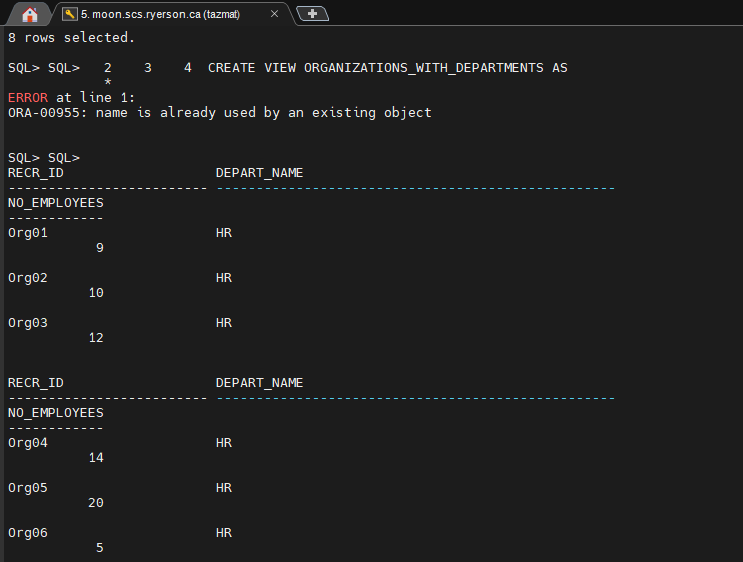 5. moon.scs.ryerson.ca (tazmat)
8 rows selected.
SQL> SQL>   2    3    4  CREATE VIEW ORGANIZATIONS_WITH_DEPARTMENTS AS
            *
ERROR at line 1:
ORA-00955: name is already used by an existing object
SQL> SQL>
RECR_ID                   DEPART_NAME
------------------------- --------------------------------------------------
NO_EMPLOYEES
------------
Org01                     HR
           9
Org02                     HR
          10
Org03                     HR
          12
RECR_ID                   DEPART_NAME
------------------------- --------------------------------------------------
NO_EMPLOYEES
------------
Org04                     HR
          14
Org05                     HR
          20
Org06                     HR
           5